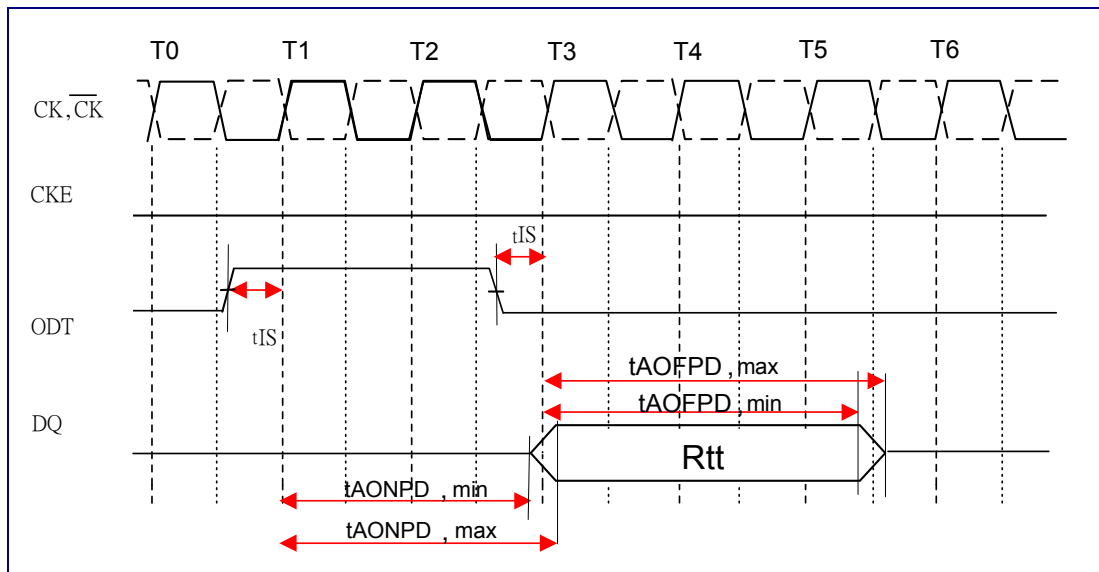 T0 T1 T2 T3 T4 T5 T6
CK, C̅K̅
CKE
tIS
ODT
tIS
tAOFPD , max
tAOFPD , min
DQ
Rtt
tAONPD , min
tAONPD , max